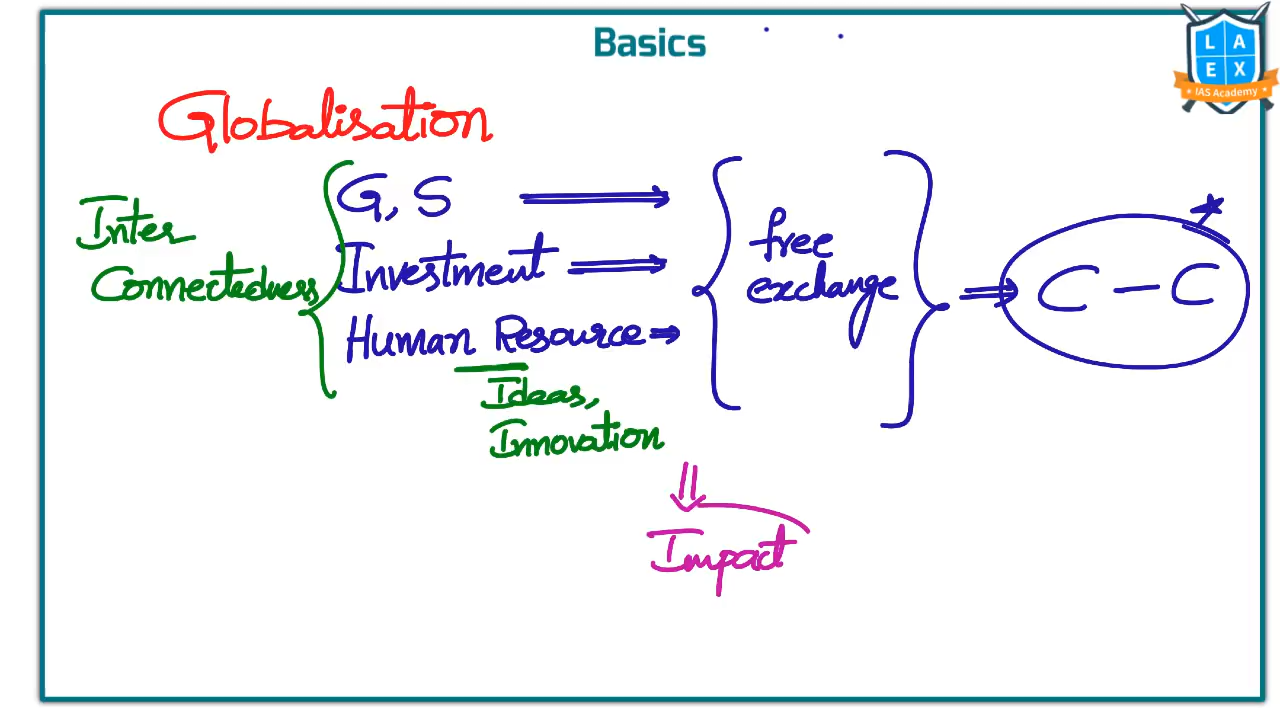 Basics
L A
E X
IAS Academy
Globalisation
Inter
Connectedness
G, S
Investment
Human Resource
Ideas,
Innovation
free
exchange
C - C
Impact